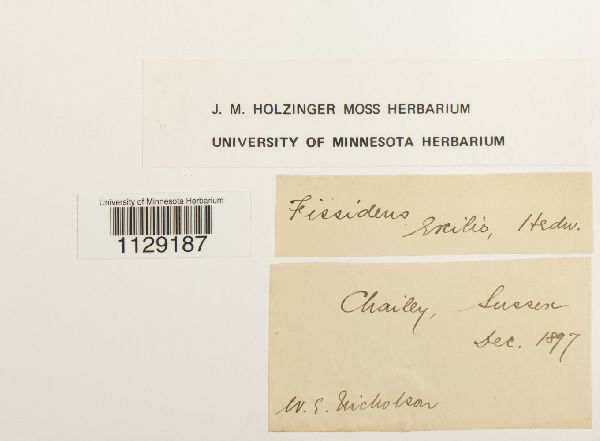 J. M. HOLZINGER MOSS HERBARIUM
UNIVERSITY OF MINNESOTA HERBARIUM
University of Minnesota Herbarium
1129187
Fissidens exilis, Hedw.
Chailey, Sussex
Dec. 1897
W. E. Nicholson